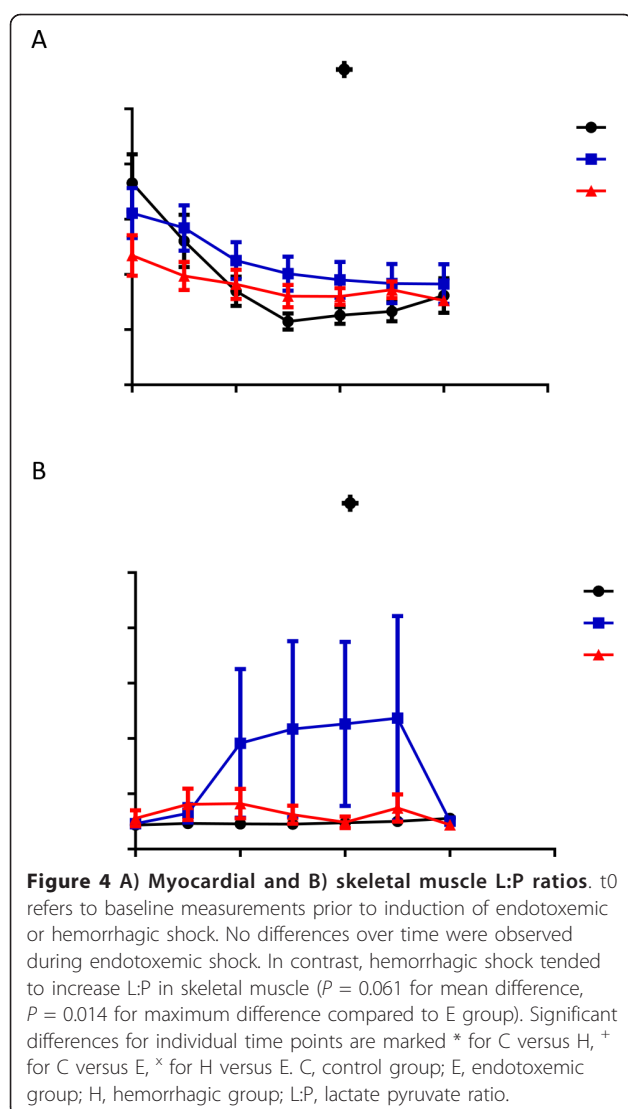 A
B
Figure 4 A) Myocardial and B) skeletal muscle L:P ratios. t0
refers to baseline measurements prior to induction of endotoxemic
or hemorrhagic shock. No differences over time were observed
during endotoxemic shock. In contrast, hemorrhagic shock tended
to increase L:P in skeletal muscle (P = 0.061 for mean difference,
P = 0.014 for maximum difference compared to E group). Significant
differences for individual time points are marked * for C versus H, +
for C versus E, x for H versus E. C, control group; E, endotoxemic
group; H, hemorrhagic group; L:P, lactate pyruvate ratio.